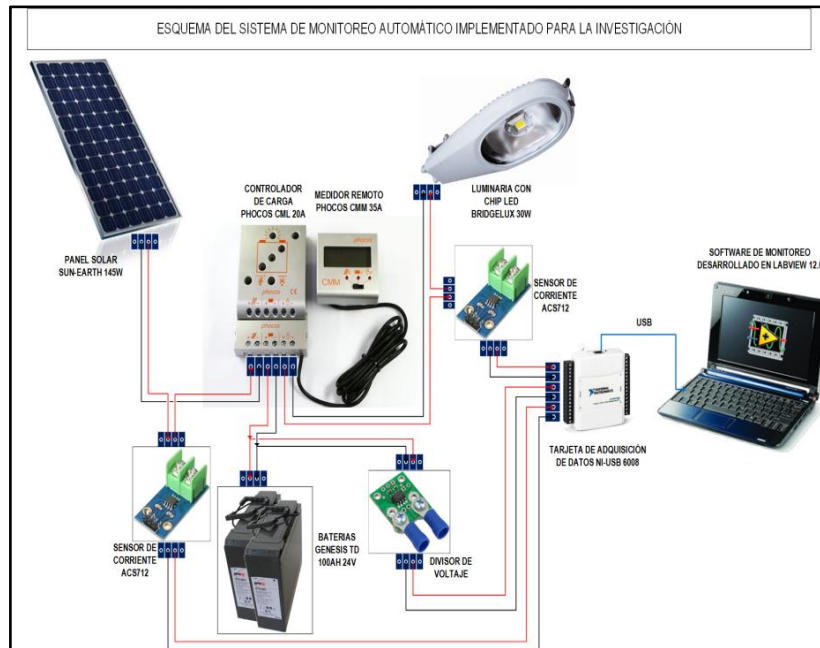 ESQUEMA DEL SISTEMA DE MONITOREO AUTOMÁTICO IMPLEMENTADO PARA LA INVESTIGACIÓN
PANEL SOLAR
SUN-EARTH 145W
CONTROLADOR
DE CARGA
PHOCOS CML 20A
MEDIDOR REMOTO
PHOCOS CMM 35A
phocos
phocos
phocos
CMM
LUMINARIA CON
CHIP LED
BRIDGELUX 30W
SENSOR DE
CORRIENTE
ACS712
SOFTWARE DE MONITOREO
DESARROLLADO EN LABVIEW 12.0
USB
TARJETA DE ADQUISICIÓN
DE DATOS NI-USB 6008
SENSOR DE
CORRIENTE
ACS712
BATERIAS
GENESIS TD
100AH 24V
DIVISOR DE
VOLTAJE